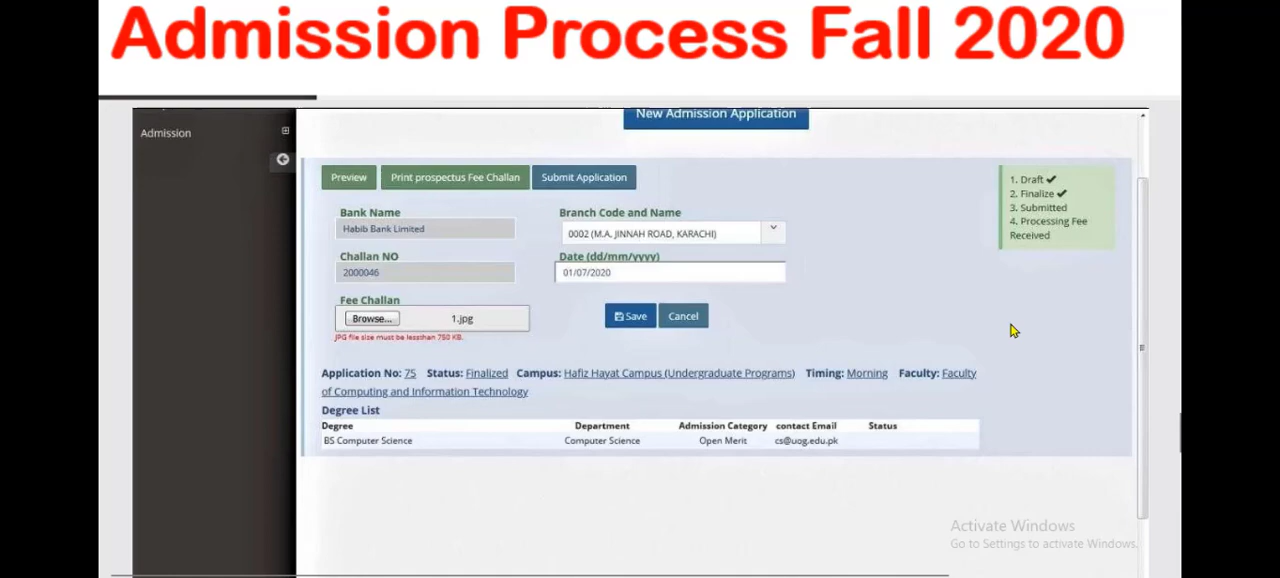 Admission Process Fall 2020
Admission
New Admission Application
Preview Print prospectus Fee Challan Submit Application
1. Draft ✔
2. Finalize ✔
3. Submitted
4. Processing Fee
Received
Bank Name Branch Code and Name
Habib Bank Limited 0002 (M.A. JINNAH ROAD, KARACHI)
Challan NO Date (dd/mm/yyyy)
2000046 01/07/2020
Fee Challan
Browse... 1.jpg Save Cancel
JPG file size must be lessthan 750 KB.
Application No: 75 Status: Finalized Campus: Hafiz Hayat Campus (Undergraduate Programs) Timing: Morning Faculty: Faculty
of Computing and Information Technology
Degree List
Degree Department Admission Category contact Email Status
BS Computer Science Computer Science Open Merit cs@uog.edu.pk
Activate Windows
Go to Settings to activate Windows.